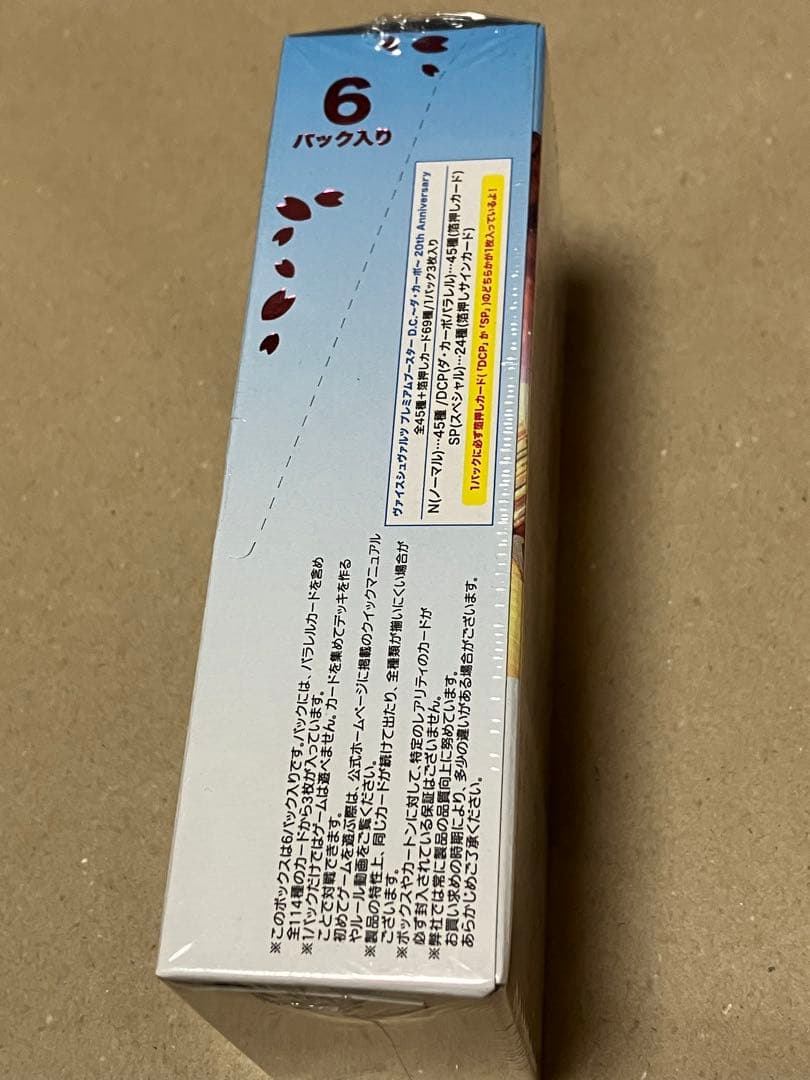 6
パック入り
ヴァイスシュヴァルツ プレミアムブースター D.C.～ダ・カーポ～ 20th Anniversary
全45種＋箔押しカード69種/1パック3枚入り
N(ノーマル)…45種 /DCP(ダ・カーポパラレル)…45種(箔押しカード)
SP(スペシャル)…24種(箔押しサインカード)
1パックに必ず箔押しカード(「DCP」か「SP」)のどちらかが1枚入っているよ！
※このボックスは6パック入りです。パックには、パラレルカードを含め
全114種のカードから3枚が入っています。
※1パックだけではゲームは遊べません。カードを集めてデッキを作る
ことで対戦できます。
初めてゲームを遊ぶ際は、公式ホームページに掲載のクイックマニュアル
やルール動画をご覧ください。
※製品の特性上、同じカードが続けて出たり、全種類が揃いにくい場合が
ございます。
※ボックスやカートンに対して、特定のレアリティのカードが
必ず封入されている保証はございません。
※弊社では常に製品の品質向上に努めています。
お買い求めの時期により、多少の違いがある場合がございます。
あらかじめご了承ください。